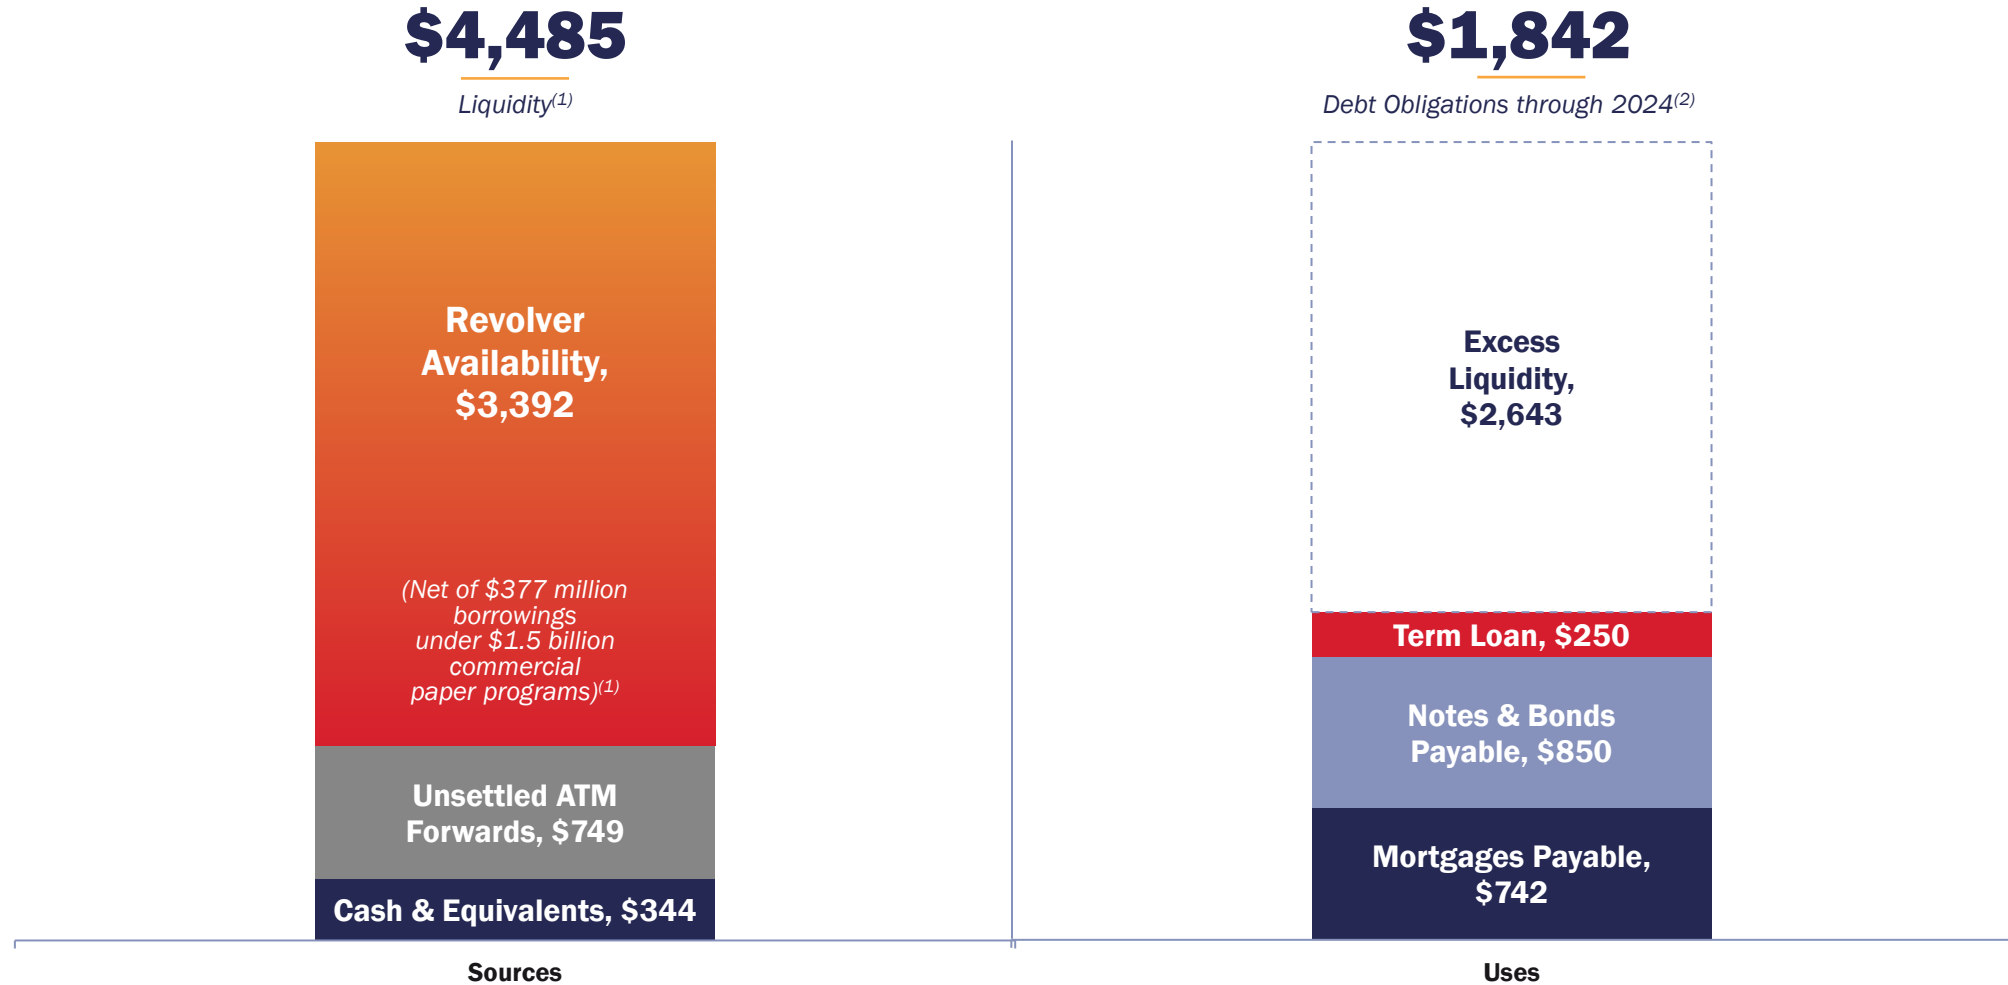 $4,485
Liquidity(1)
Revolver
Availability,
$3,392
(Net of $377 million
borrowings
under $1.5 billion
commercial
paper programs)(1)
Unsettled ATM
Forwards, $749
Cash & Equivalents, $344
Sources
$1,842
Debt Obligations through 2024(2)
Excess
Liquidity,
$2,643
Term Loan, $250
Notes & Bonds
Payable, $850
Mortgages Payable,
$742
Uses